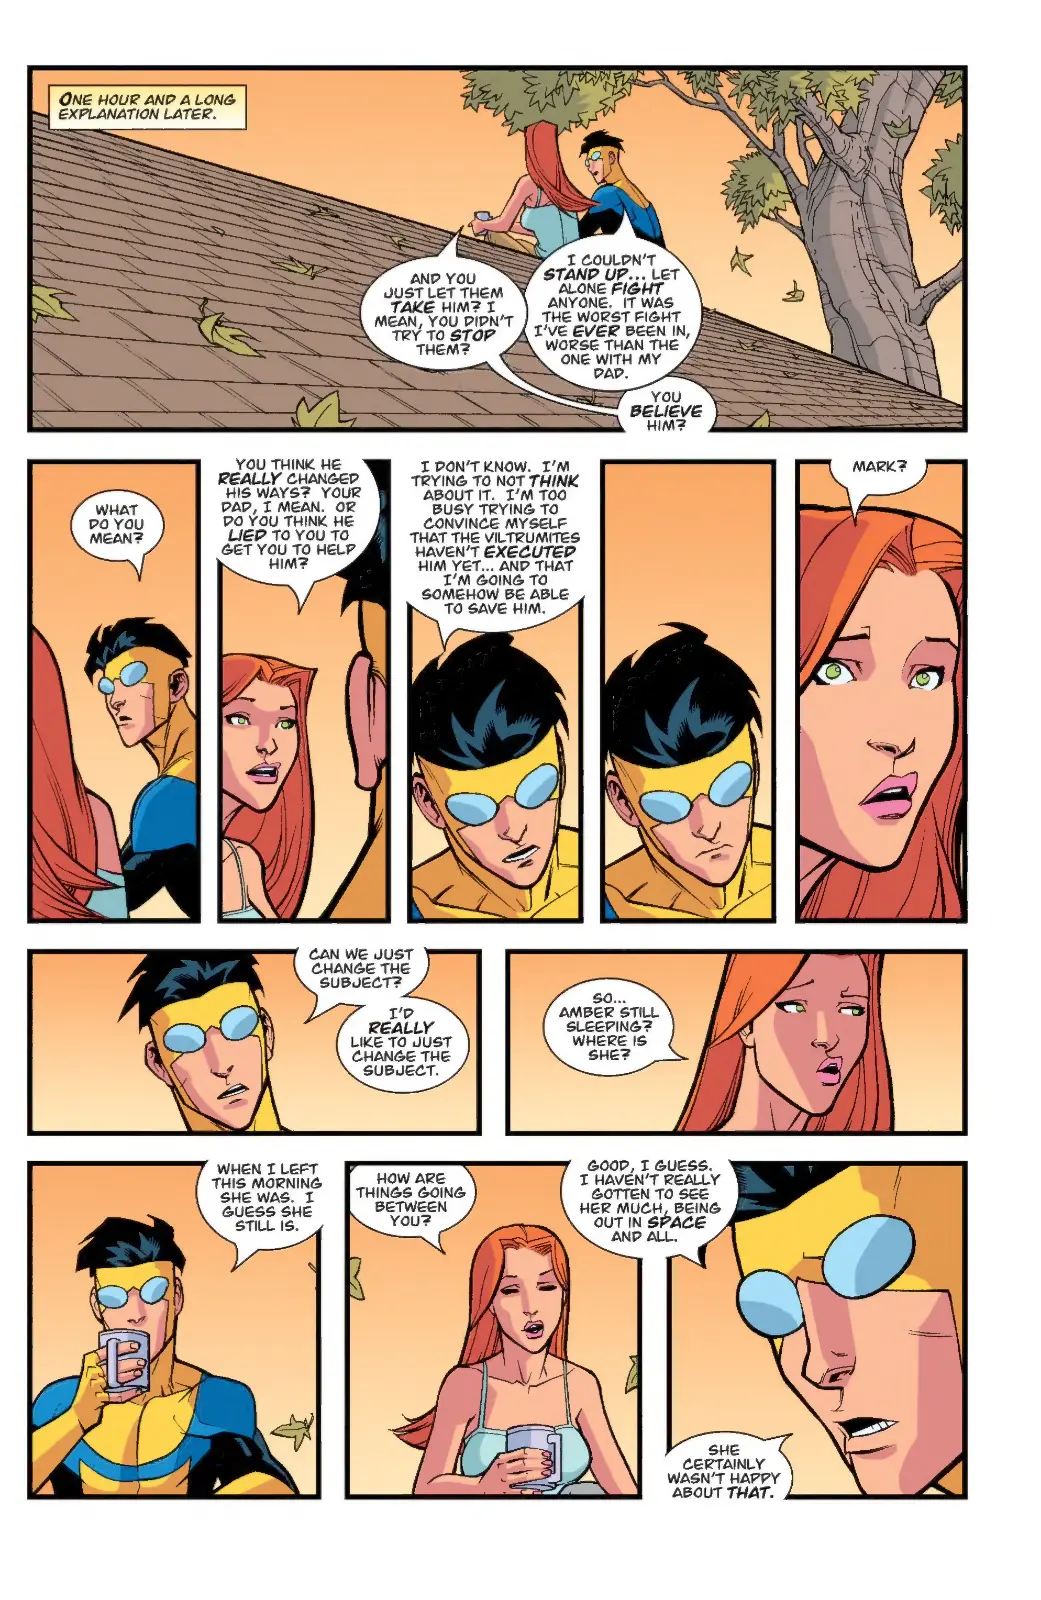 ONE HOUR AND A LONG
EXPLANATION LATER.
AND YOU
JUST LET THEM
TAKE HIM? I
MEAN, YOU DIDN'T
TRY TO STOP
THEM?
I COULDN'T
STAND UP... LET
ALONE FIGHT
ANYONE. IT WAS
THE WORST FIGHT
I'VE EVER BEEN IN,
WORSE THAN THE
ONE WITH MY
DAD.
YOU
BELIEVE
HIM?
WHAT
DO YOU
MEAN?
YOU THINK HE
REALLY CHANGED
HIS WAYS? YOUR
DAD, I MEAN. OR
DO YOU THINK HE
LIED TO YOU TO
GET YOU TO HELP
HIM?
I DON'T KNOW. I'M
TRYING TO NOT THINK
ABOUT IT. I'M TOO
BUSY TRYING TO
CONVINCE MYSELF
THAT THE VILTRUMITES
HAVEN'T EXECUTED
HIM YET... AND THAT
I'M GOING TO
SOMEHOW BE ABLE
TO SAVE HIM.
MARK?
CAN WE JUST
CHANGE THE
SUBJECT?
I'D
REALLY
LIKE TO JUST
CHANGE THE
SUBJECT.
SO...
AMBER STILL
SLEEPING?
WHERE IS
SHE?
WHEN I LEFT
THIS MORNING
SHE WAS. I
GUESS SHE
STILL IS.
HOW ARE
THINGS GOING
BETWEEN
YOU?
GOOD, I GUESS.
I HAVEN'T REALLY
GOTTEN TO SEE
HER MUCH, BEING
OUT IN SPACE
AND ALL.
SHE
CERTAINLY
WASN'T HAPPY
ABOUT THAT.